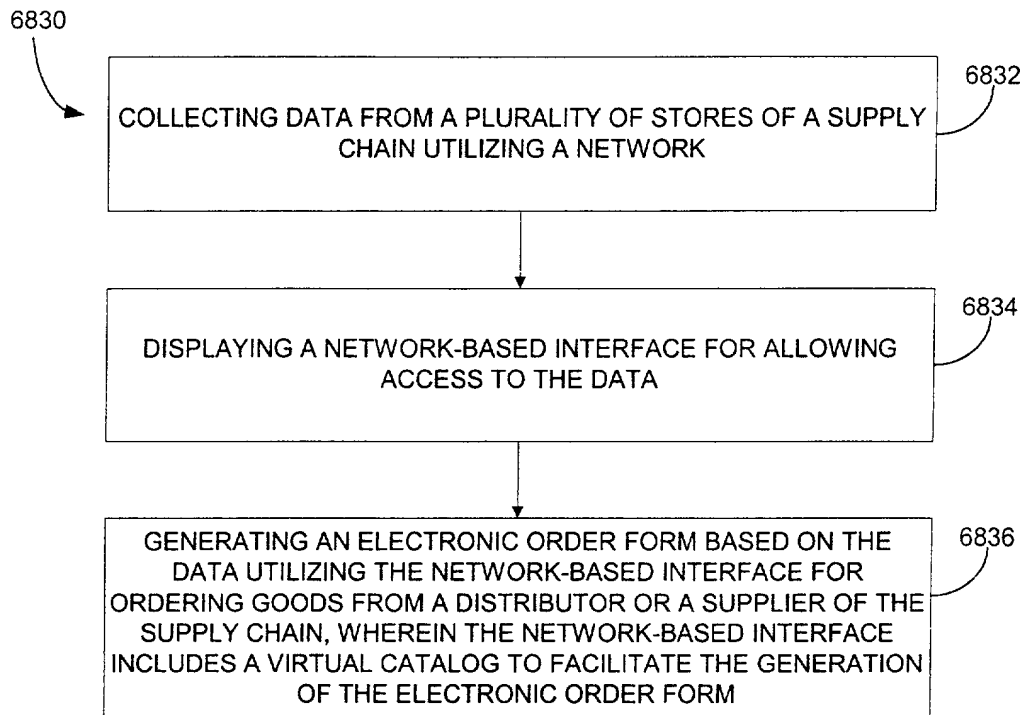 6830
6832
COLLECTING DATA FROM A PLURALITY OF STORES OF A SUPPLY
CHAIN UTILIZING A NETWORK
6834
DISPLAYING A NETWORK-BASED INTERFACE FOR ALLOWING
ACCESS TO THE DATA
6836
GENERATING AN ELECTRONIC ORDER FORM BASED ON THE
DATA UTILIZING THE NETWORK-BASED INTERFACE FOR
ORDERING GOODS FROM A DISTRIBUTOR OR A SUPPLIER OF THE
SUPPLY CHAIN, WHEREIN THE NETWORK-BASED INTERFACE
INCLUDES A VIRTUAL CATALOG TO FACILITATE THE GENERATION
OF THE ELECTRONIC ORDER FORM